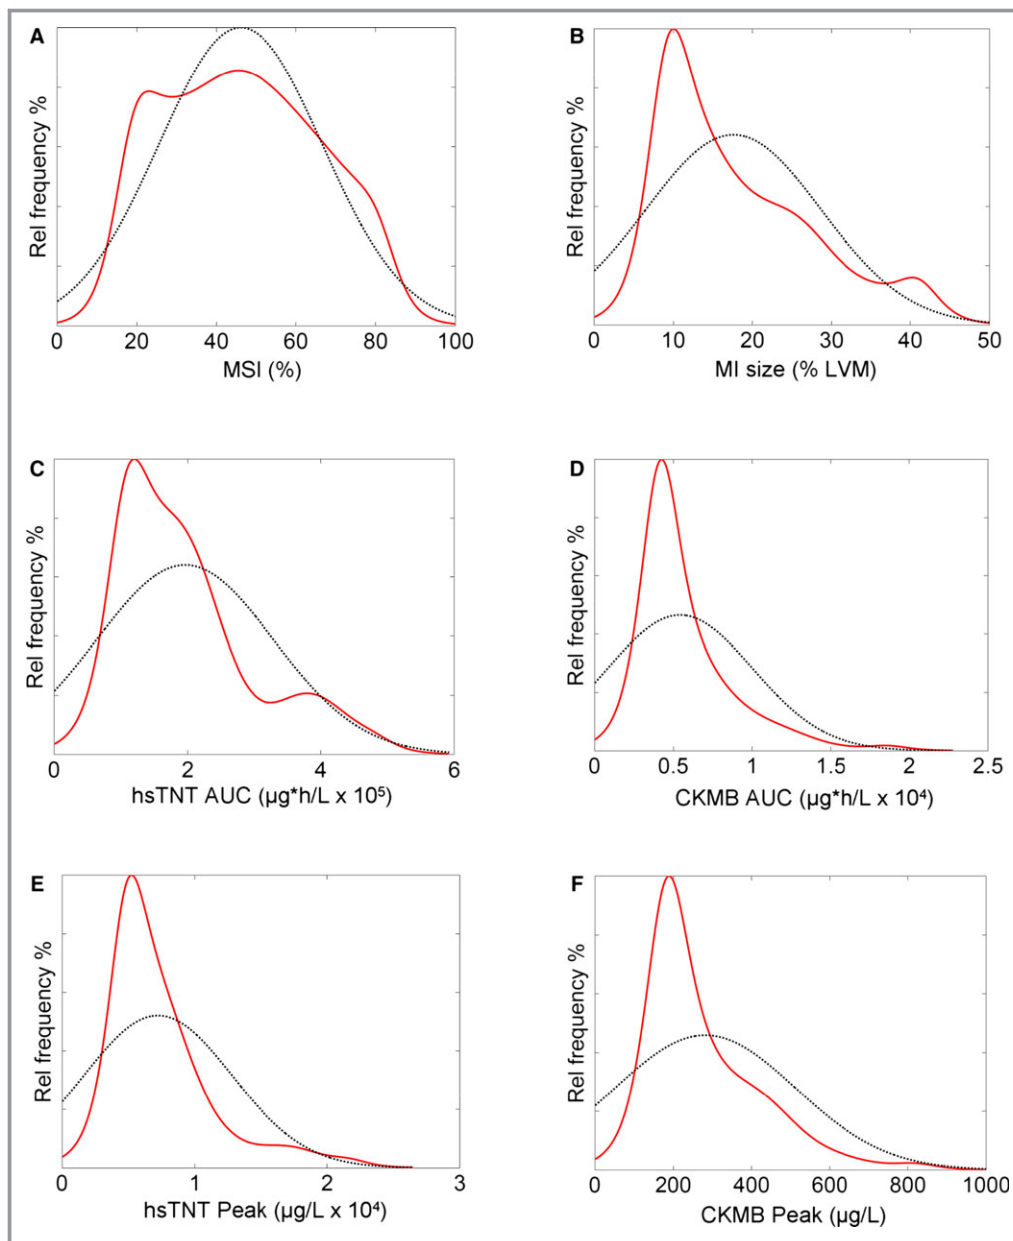 A
Rel frequency %
0 20 40 60 80 100
MSI (%)
B
Rel frequency %
0 10 20 30 40 50
MI size (% LVM)
C
Rel frequency %
0 2 4 6
hsTNT AUC (µg*h/L x 10⁵)
D
Rel frequency %
0 0.5 1 1.5 2 2.5
CKMB AUC (µg*h/L x 10⁴)
E
Rel frequency %
0 1 2 3
hsTNT Peak (µg/L x 10⁴)
F
Rel frequency %
0 200 400 600 800 1000
CKMB Peak (µg/L)